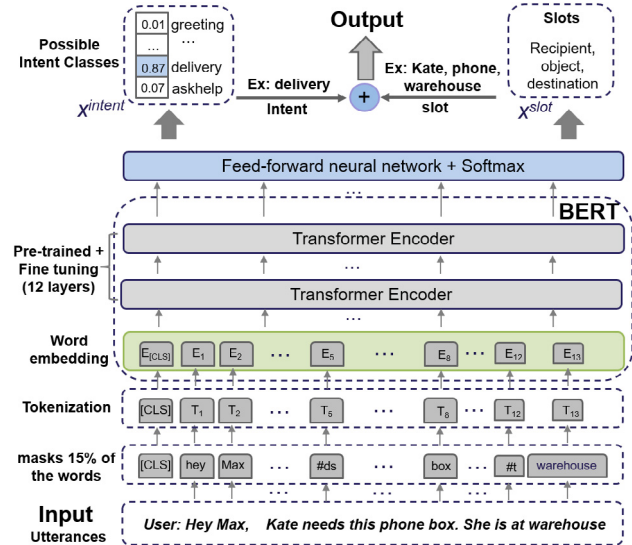 Output
Possible
Intent Classes
0.01 greeting
... ...
0.87 delivery
0.07 askhelp
X^intent
Ex: delivery
Intent
+
Ex: Kate, phone,
warehouse
slot
Slots
Recipient,
object,
destination
X^slot
Feed-forward neural network + Softmax
...
BERT
Pre-trained +
Fine tuning
(12 layers)
Transformer Encoder
...
Transformer Encoder
...
Word
embedding
E[CLS] E1 E2 ... E5 ... E8 ... E12 E13
Tokenization
[CLS] T1 T2 ... T5 ... T8 ... T12 T13
masks 15% of
the words
[CLS] hey Max ... #ds ... box ... #t warehouse
... ... ...
Input
Utterances
User: Hey Max, Kate needs this phone box. She is at warehouse